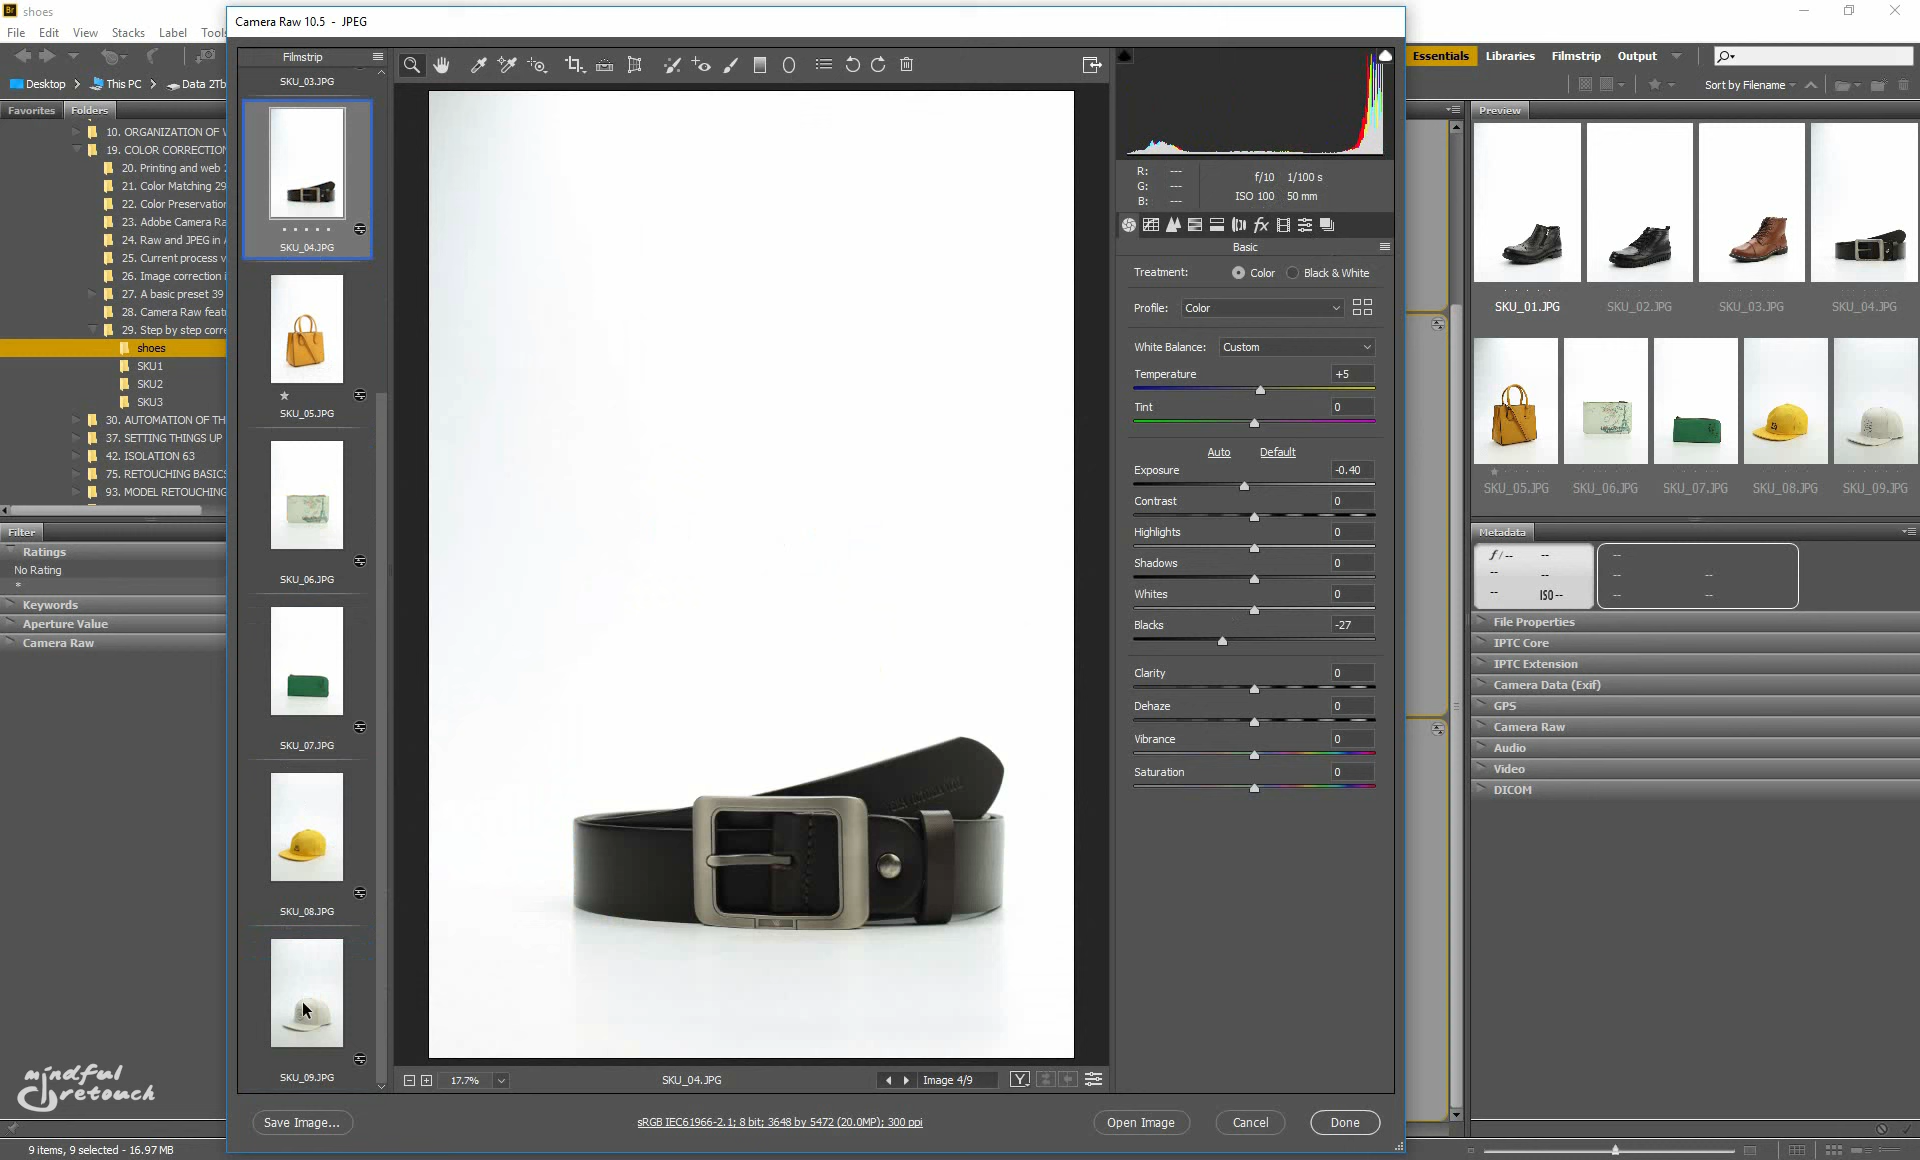 Br shoes
Camera Raw 10.5 - JPEG
File Edit View Stacks Label Tools
Filmstrip
Essentials Libraries Filmstrip Output
Desktop This PC Data 2Tb
Sort by Filename
SKU_03.JPG
Favorites Folders
Preview
10. ORGANIZATION OF
19. COLOR CORRECTION
20. Printing and web
21. Color Matching 29
22. Color Preservation
23. Adobe Camera Ra
24. Raw and JPEG in
25. Current process v
26. Image correction
27. A basic preset 39
28. Camera Raw feat
29. Step by step corre
shoes
SKU1
SKU2
SKU3
30. AUTOMATION OF TH
37. SETTING THINGS UP
42. ISOLATION 63
75. RETOUCHING BASICS
93. MODEL RETOUCHING
Filter
Ratings
No Rating
*
Keywords
Aperture Value
Camera Raw
SKU_04.JPG
SKU_05.JPG
SKU_06.JPG
SKU_07.JPG
SKU_08.JPG
SKU_09.JPG
R: ---
G: ---
B: ---
f/10 1/100 s
ISO 100 50 mm
Basic
Treatment: Color Black & White
Profile: Color
White Balance: Custom
Temperature +5
Tint 0
Auto Default
Exposure -0.40
Contrast 0
Highlights 0
Shadows 0
Whites 0
Blacks -27
Clarity 0
Dehaze 0
Vibrance 0
Saturation 0
SKU_01.JPG SKU_02.JPG SKU_03.JPG SKU_04.JPG
SKU_05.JPG SKU_06.JPG SKU_07.JPG SKU_08.JPG SKU_09.JPG
Metadata
f/-- --
-- --
-- ISO--
--
-- --
-- --
File Properties
IPTC Core
IPTC Extension
Camera Data (Exif)
GPS
Camera Raw
Audio
Video
DICOM
17.7% SKU_04.JPG Image 4/9 Y
Save Image... sRGB IEC61966-2.1; 8 bit; 3648 by 5472 (20.0MP); 300 ppi Open Image Cancel Done
mindful
retouch
9 items, 9 selected - 16.97 MB